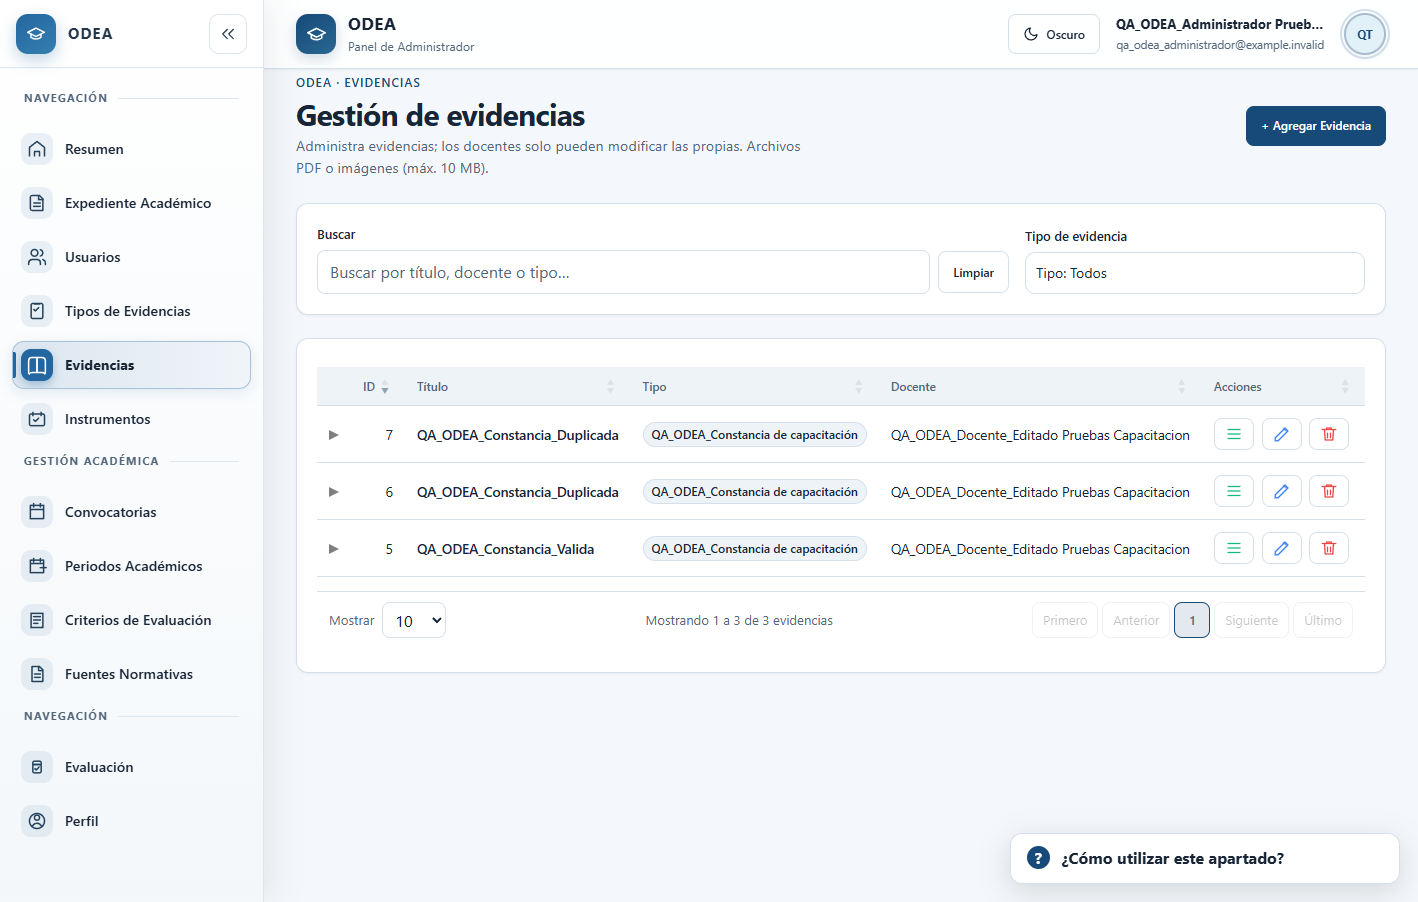 ODEA
NAVEGACIÓN
Resumen
Expediente Académico
Usuarios
Tipos de Evidencias
Evidencias
Instrumentos
GESTIÓN ACADÉMICA
Convocatorias
Periodos Académicos
Criterios de Evaluación
Fuentes Normativas
NAVEGACIÓN
Evaluación
Perfil
ODEA
Panel de Administrador
Oscuro
QA_ODEA_Administrador Prueb...
qa_odea_administrador@example.invalid
QT
ODEA · EVIDENCIAS
Gestión de evidencias
Administra evidencias; los docentes solo pueden modificar las propias. Archivos
PDF o imágenes (máx. 10 MB).
+ Agregar Evidencia
Buscar
Buscar por título, docente o tipo...
Limpiar
Tipo de evidencia
Tipo: Todos
ID Título Tipo Docente Acciones
7 QA_ODEA_Constancia_Duplicada QA_ODEA_Constancia de capacitación QA_ODEA_Docente_Editado Pruebas Capacitacion
6 QA_ODEA_Constancia_Duplicada QA_ODEA_Constancia de capacitación QA_ODEA_Docente_Editado Pruebas Capacitacion
5 QA_ODEA_Constancia_Valida QA_ODEA_Constancia de capacitación QA_ODEA_Docente_Editado Pruebas Capacitacion
Mostrar 10 Mostrando 1 a 3 de 3 evidencias Primero Anterior 1 Siguiente Último
? ¿Cómo utilizar este apartado?